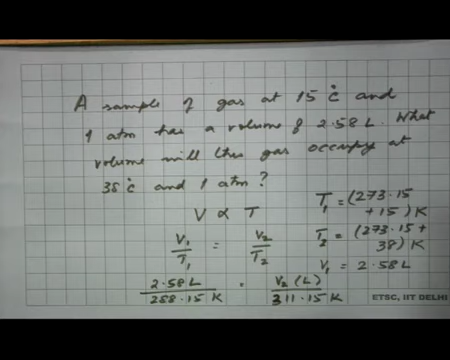 A sample of gas at 15°C and
1 atm has a volume of 2.58 L. What
volume will this gas occupy at
38°C and 1 atm?
V ∝ T
T₁ = (273.15 + 15) K
V₁/T₁ = V₂/T₂
T₂ = (273.15 + 38) K
V₁ = 2.58 L
2.58 L / 288.15 K = V₂ (L) / 311.15 K
ETSC, IIT DELHI